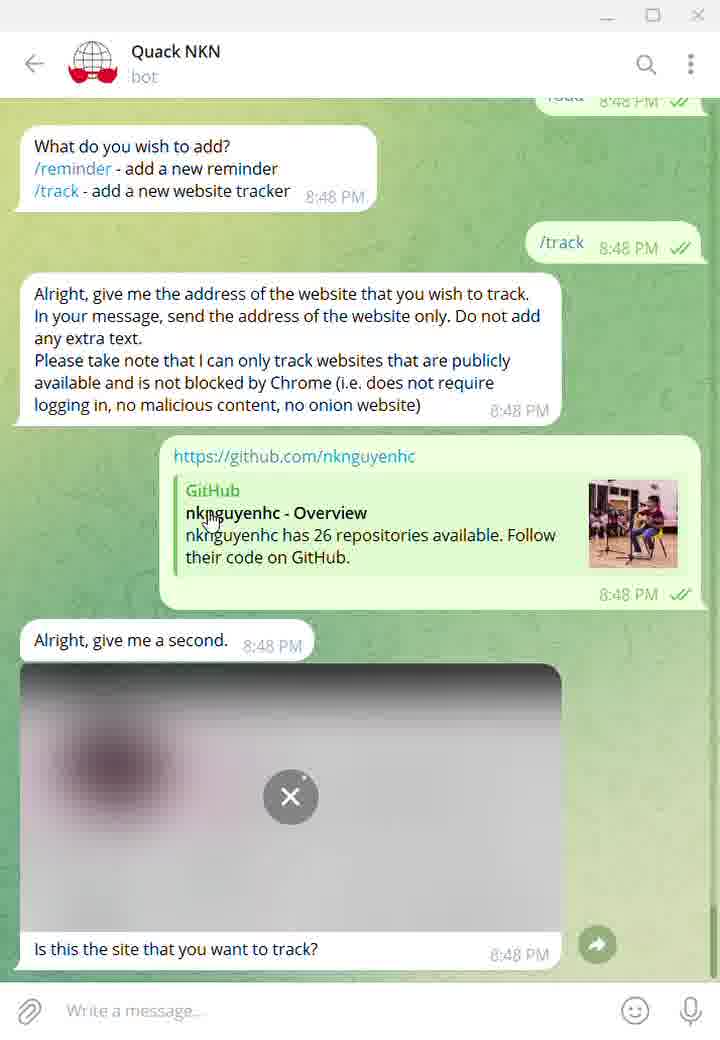 Quack NKN
bot
8:48 PM
What do you wish to add?
/reminder - add a new reminder
/track - add a new website tracker 8:48 PM
/track 8:48 PM
Alright, give me the address of the website that you wish to track.
In your message, send the address of the website only. Do not add
any extra text.
Please take note that I can only track websites that are publicly
available and is not blocked by Chrome (i.e. does not require
logging in, no malicious content, no onion website) 8:48 PM
https://github.com/nknguyenhc
GitHub
nknguyenhc - Overview
nknguyenhc has 26 repositories available. Follow
their code on GitHub.
8:48 PM
Alright, give me a second. 8:48 PM
Is this the site that you want to track? 8:48 PM
Write a message...